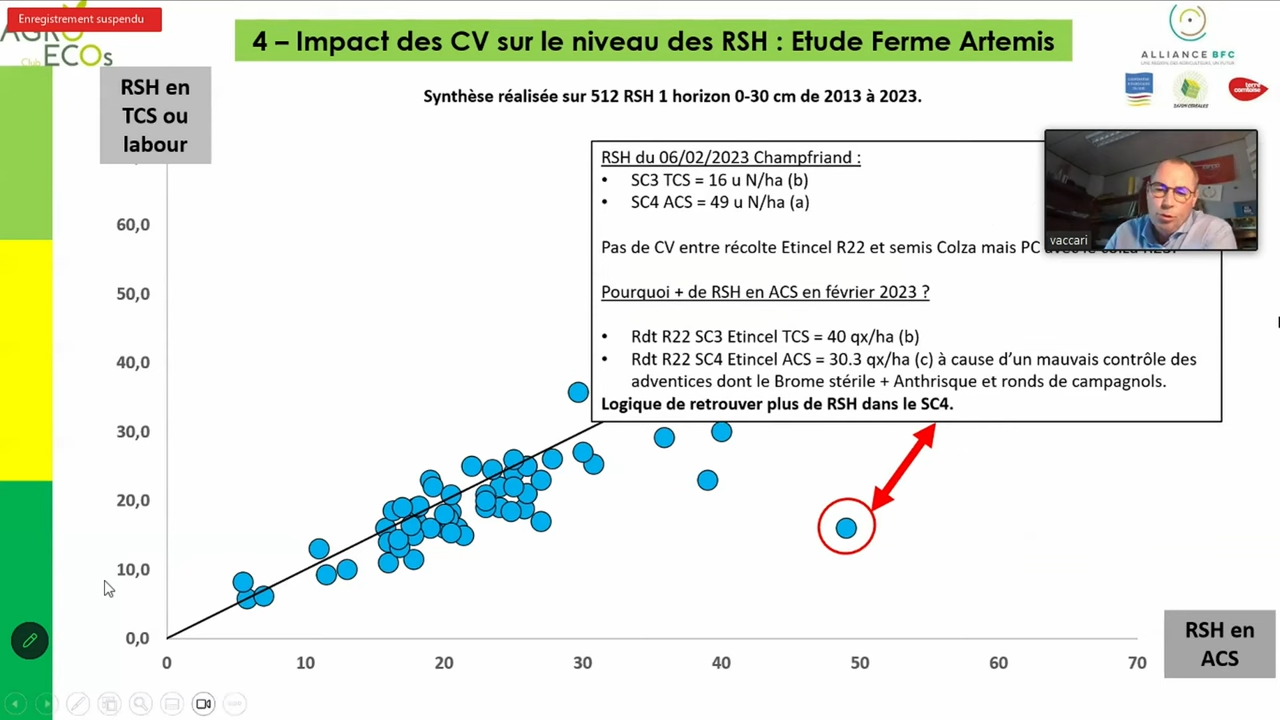 Enregistrement suspendu
Club ECOs
4 – Impact des CV sur le niveau des RSH : Etude Ferme Artemis
ALLIANCE BFC
RSH en
TCS ou
labour
Synthèse réalisée sur 512 RSH 1 horizon 0-30 cm de 2013 à 2023.
RSH du 06/02/2023 Champfriand :
• SC3 TCS = 16 u N/ha (b)
• SC4 ACS = 49 u N/ha (a)
Pas de CV entre récolte Etincel R22 et semis Colza mais PC
vaccari
Pourquoi + de RSH en ACS en février 2023 ?
• Rdt R22 SC3 Etincel TCS = 40 qx/ha (b)
• Rdt R22 SC4 Etincel ACS = 30.3 qx/ha (c) à cause d’un mauvais contrôle des
adventices dont le Brome stérile + Anthrisque et ronds de campagnols.
Logique de retrouver plus de RSH dans le SC4.
60,0
50,0
40,0
30,0
20,0
10,0
0,0
0 10 20 30 40 50 60 70
RSH en
ACS